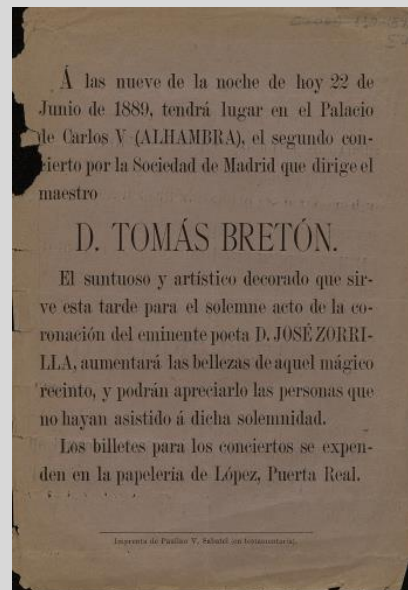 Á las nueve de la noche de hoy 22 de
Junio de 1889, tendrá lugar en el Palacio
de Carlos V (ALHAMBRA), el segundo con-
cierto por la Sociedad de Madrid que dirige el
maestro
D. TOMÁS BRETÓN.
El suntuoso y artístico decorado que sir-
ve esta tarde para el solemne acto de la co-
ronación del eminente poeta D. JOSÉ ZORRI-
LLA, aumentará las bellezas de aquel mágico
recinto, y podrán apreciarlo las personas que
no hayan asistido á dicha solemnidad.
Los billetes para los conciertos se expen-
den en la papelería de López, Puerta Real.
Imprenta de Paulino V. Sabatel (en testamentaría).